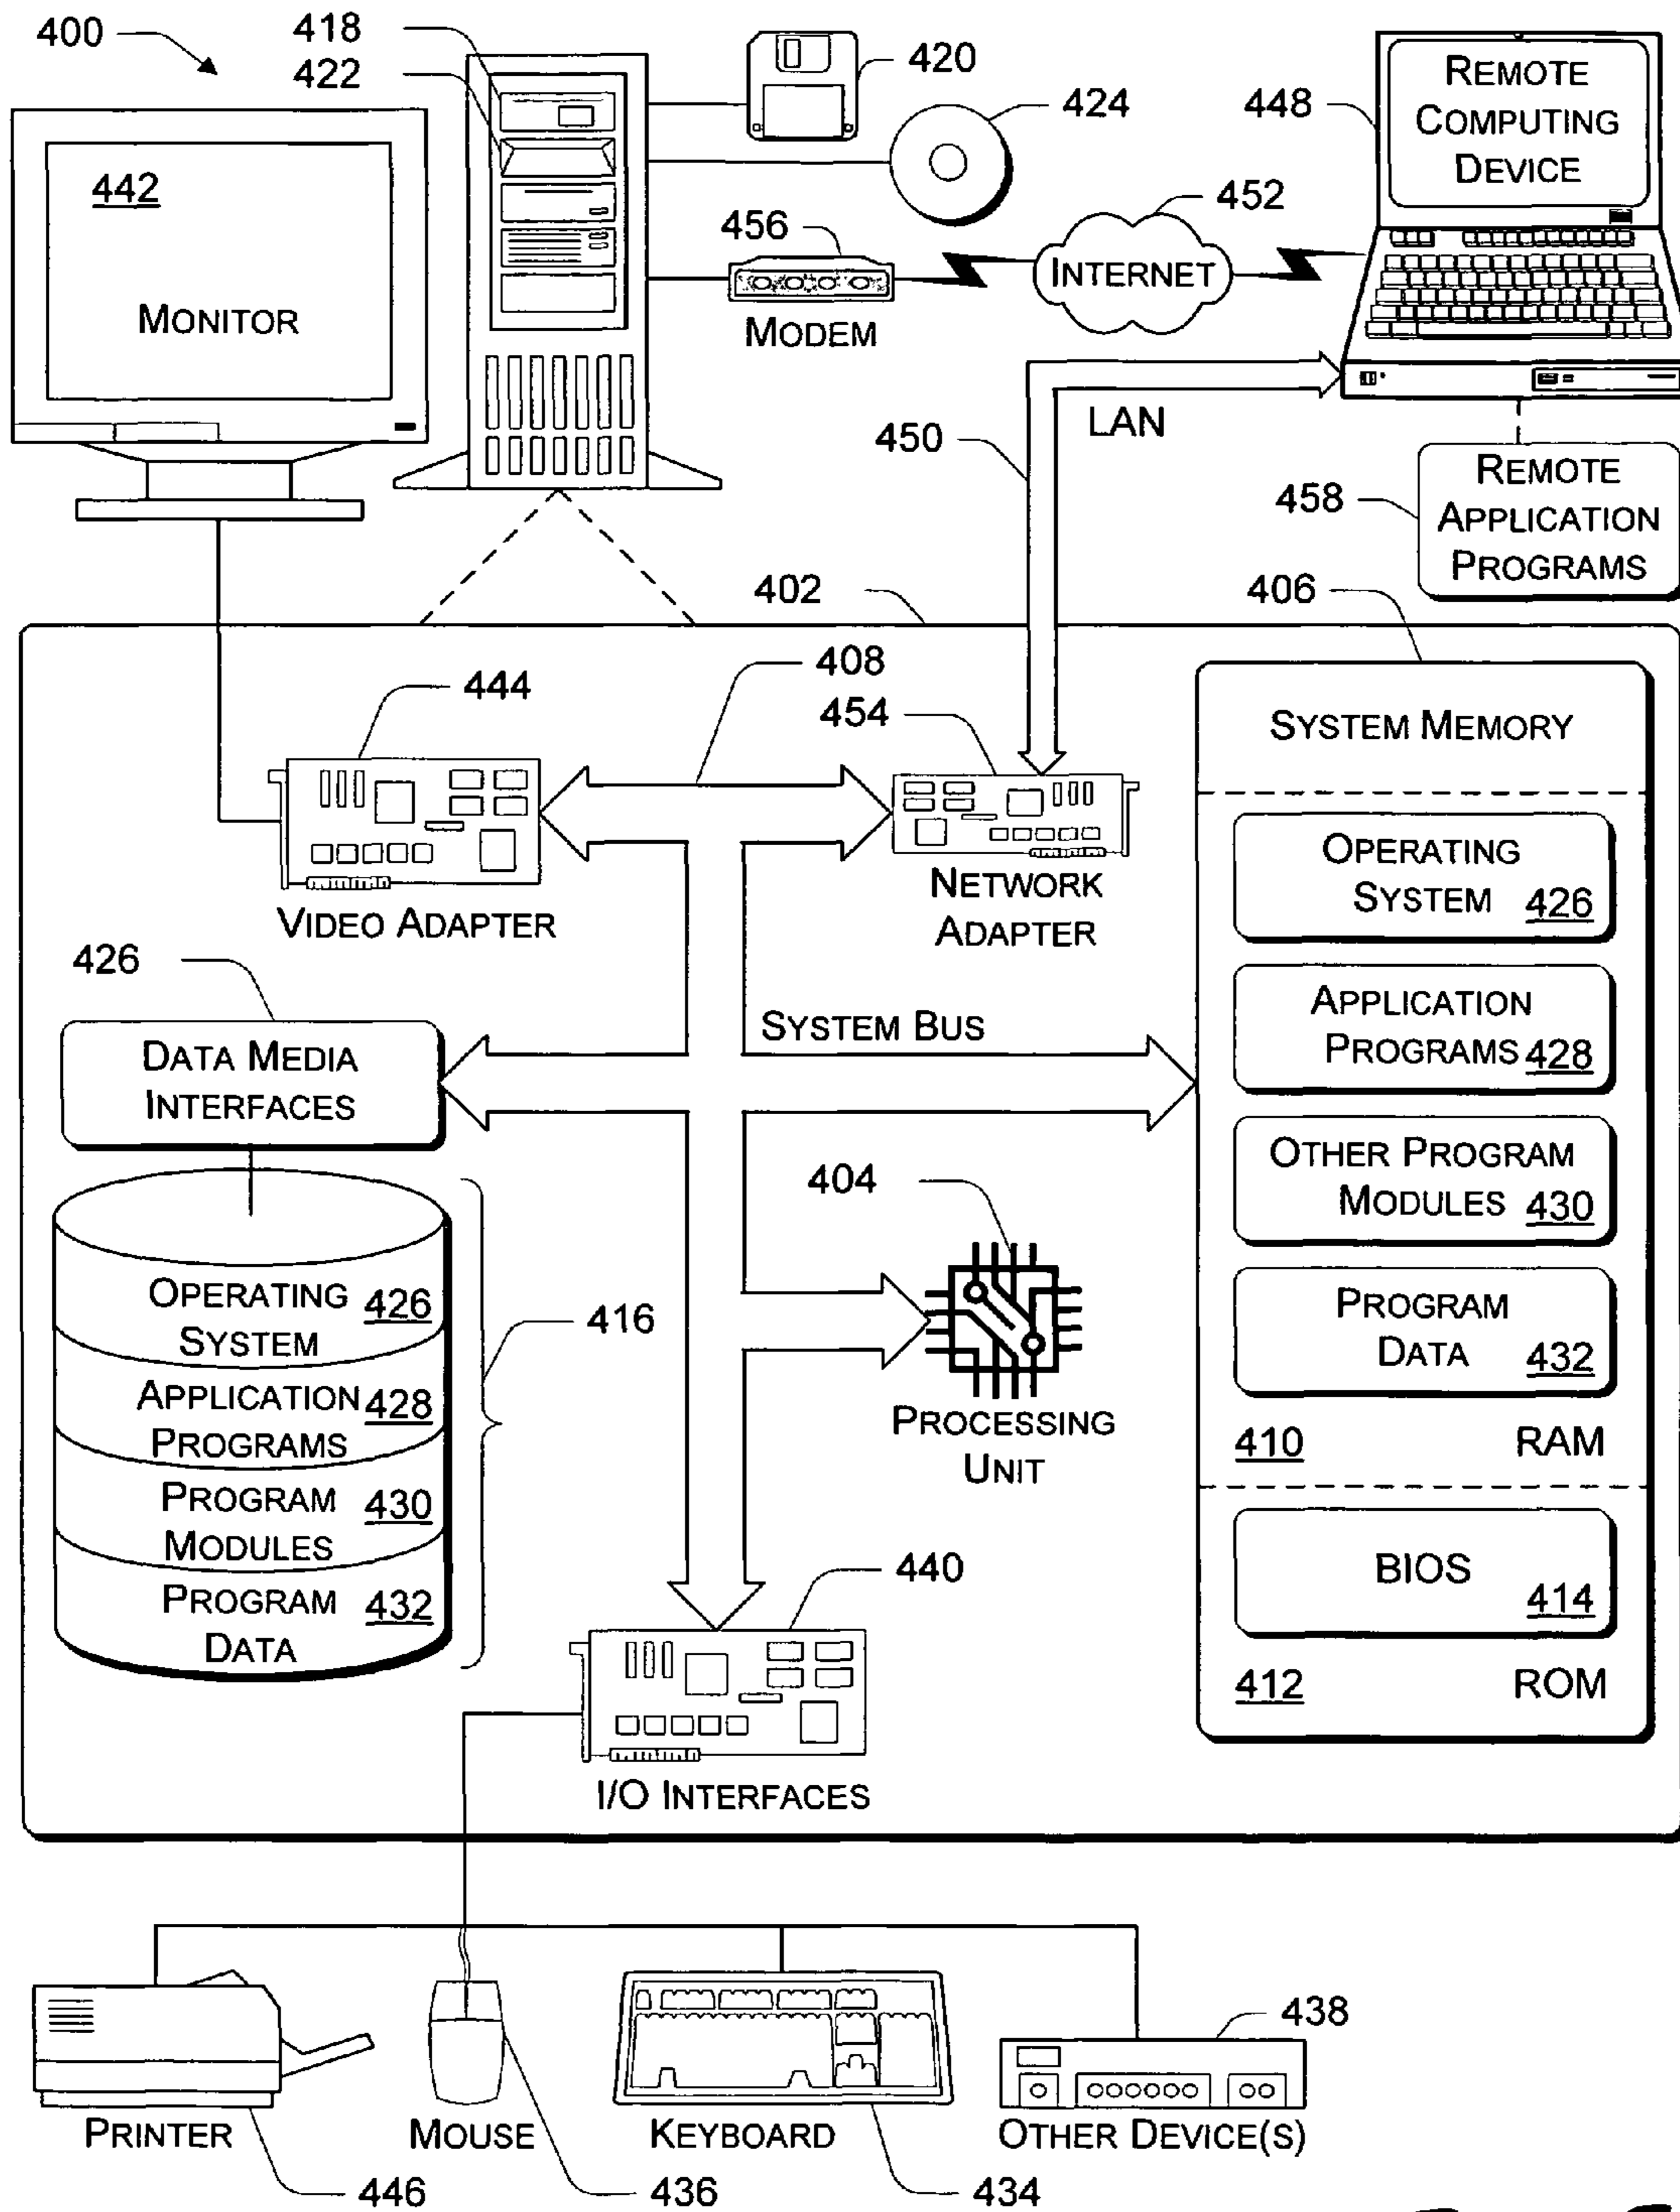 400
418
422
420
424
448
REMOTE
COMPUTING
DEVICE
442
MONITOR
456
MODEM
452
INTERNET
450
LAN
458
REMOTE
APPLICATION
PROGRAMS
402
406
408
444
454
VIDEO ADAPTER
NETWORK
ADAPTER
SYSTEM MEMORY
OPERATING
SYSTEM 426
APPLICATION
PROGRAMS 428
OTHER PROGRAM
MODULES 430
PROGRAM
DATA 432
410 RAM
BIOS
414
412 ROM
426
DATA MEDIA
INTERFACES
SYSTEM BUS
404
PROCESSING
UNIT
OPERATING 426
SYSTEM
APPLICATION 428
PROGRAMS
PROGRAM 430
MODULES
PROGRAM 432
DATA
416
440
I/O INTERFACES
438
PRINTER
MOUSE
KEYBOARD
OTHER DEVICE(S)
446
436
434